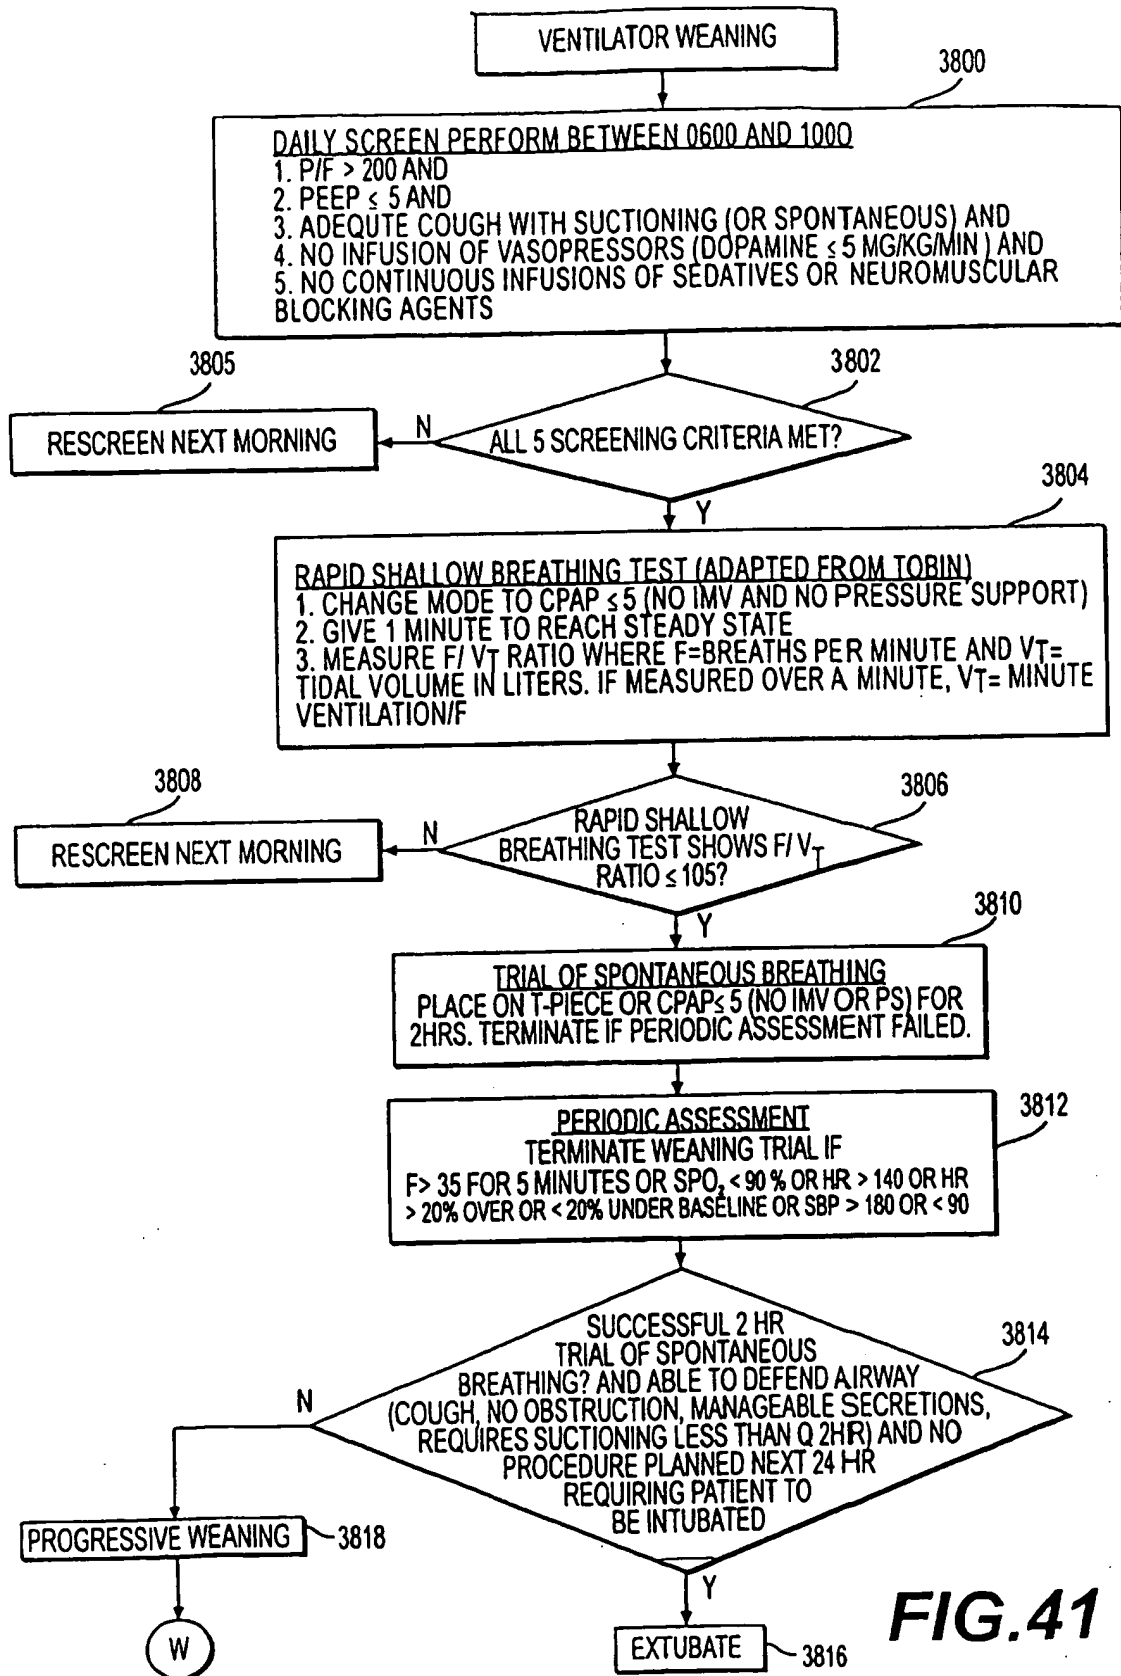 VENTILATOR WEANING
3800
DAILY SCREEN PERFORM BETWEEN 0600 AND 1000
1. P/F > 200 AND
2. PEEP ≤ 5 AND
3. ADEQUTE COUGH WITH SUCTIONING (OR SPONTANEOUS) AND
4. NO INFUSION OF VASOPRESSORS (DOPAMINE ≤ 5 MG/KG/MIN) AND
5. NO CONTINUOUS INFUSIONS OF SEDATIVES OR NEUROMUSCULAR
BLOCKING AGENTS
3805
3802
RESCREEN NEXT MORNING
N
ALL 5 SCREENING CRITERIA MET?
Y
3804
RAPID SHALLOW BREATHING TEST (ADAPTED FROM TOBIN)
1. CHANGE MODE TO CPAP ≤ 5 (NO IMV AND NO PRESSURE SUPPORT)
2. GIVE 1 MINUTE TO REACH STEADY STATE
3. MEASURE F/ VT RATIO WHERE F=BREATHS PER MINUTE AND VT=
TIDAL VOLUME IN LITERS. IF MEASURED OVER A MINUTE, VT= MINUTE
VENTILATION/F
3808
3806
RESCREEN NEXT MORNING
N
RAPID SHALLOW
BREATHING TEST SHOWS F/ VT
RATIO ≤ 105?
Y
3810
TRIAL OF SPONTANEOUS BREATHING
PLACE ON T-PIECE OR CPAP≤ 5 (NO IMV OR PS) FOR
2HRS. TERMINATE IF PERIODIC ASSESSMENT FAILED.
3812
PERIODIC ASSESSMENT
TERMINATE WEANING TRIAL IF
F> 35 FOR 5 MINUTES OR SPO2 < 90 % OR HR > 140 OR HR
> 20% OVER OR < 20% UNDER BASELINE OR SBP > 180 OR < 90
3814
N
SUCCESSFUL 2 HR
TRIAL OF SPONTANEOUS
BREATHING? AND ABLE TO DEFEND AIRWAY
(COUGH, NO OBSTRUCTION, MANAGEABLE SECRETIONS,
REQUIRES SUCTIONING LESS THAN Q 2HR) AND NO
PROCEDURE PLANNED NEXT 24 HR
REQUIRING PATIENT TO
BE INTUBATED
PROGRESSIVE WEANING
3818
Y
W
EXTUBATE
3816
FIG.41